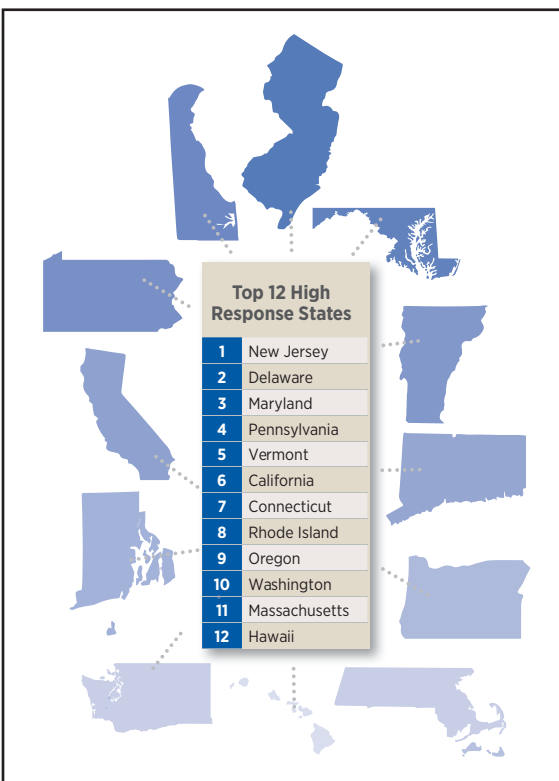 Top 12 High
Response States
1 New Jersey
2 Delaware
3 Maryland
4 Pennsylvania
5 Vermont
6 California
7 Connecticut
8 Rhode Island
9 Oregon
10 Washington
11 Massachusetts
12 Hawaii